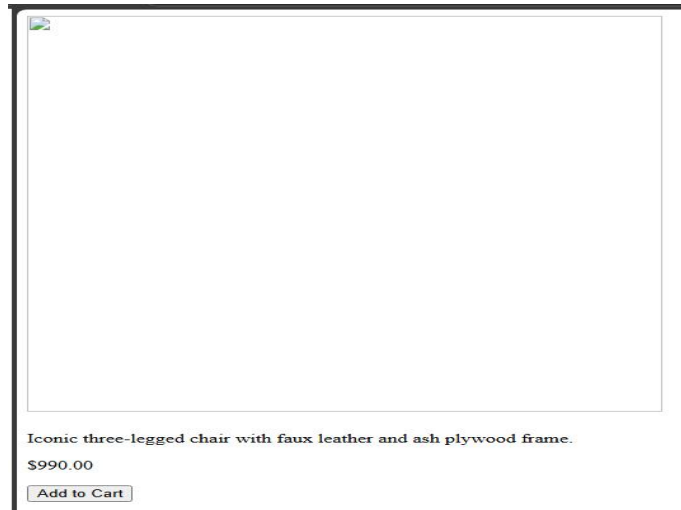 Iconic three-legged chair with faux leather and ash plywood frame.
$990.00
Add to Cart